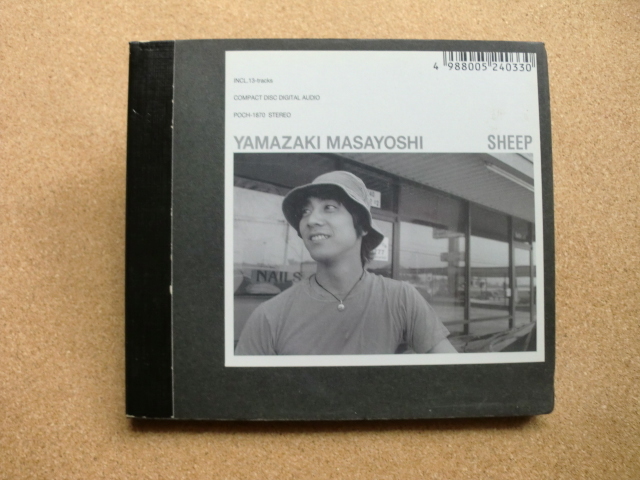 4 988005 240330
INCL.13-tracks
COMPACT DISC DIGITAL AUDIO
POCH-1870 STEREO
YAMAZAKI MASAYOSHI SHEEP
NAILS